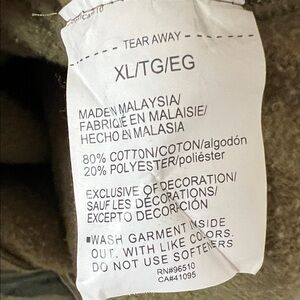 TEAR AWAY
XL/TG/EG
MADE IN MALAYSIA/
FABRIQUÉ EN MALAISIE/
HECHO EN MALASIA
80% COTTON/COTON/algodón
20% POLYESTER/poliéster
EXCLUSIVE OF DECORATION/
SAUF LES DÉCORATIONS/
EXCEPTO DECORACIÓN
▪WASH GARMENT INSIDE
OUT. WITH LIKE COLORS.
DO NOT USE SOFTENERS
RN#96510
CA#41095